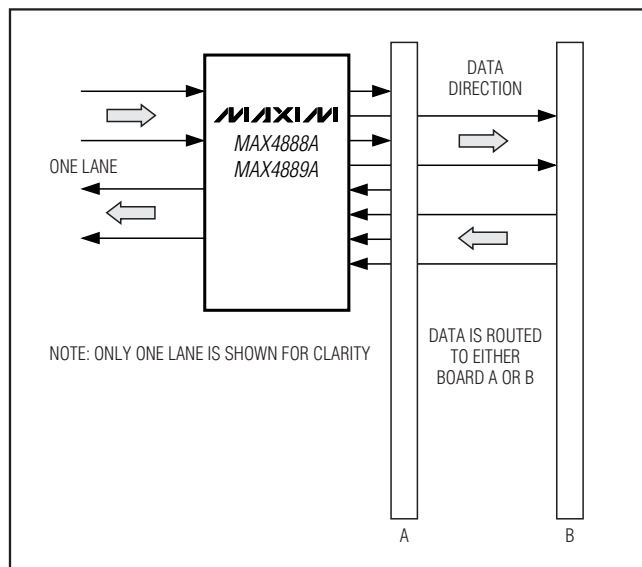 DATA
DIRECTION
MAXIM
MAX4888A
MAX4889A
ONE LANE
NOTE: ONLY ONE LANE IS SHOWN FOR CLARITY
DATA IS ROUTED
TO EITHER
BOARD A OR B
A
B